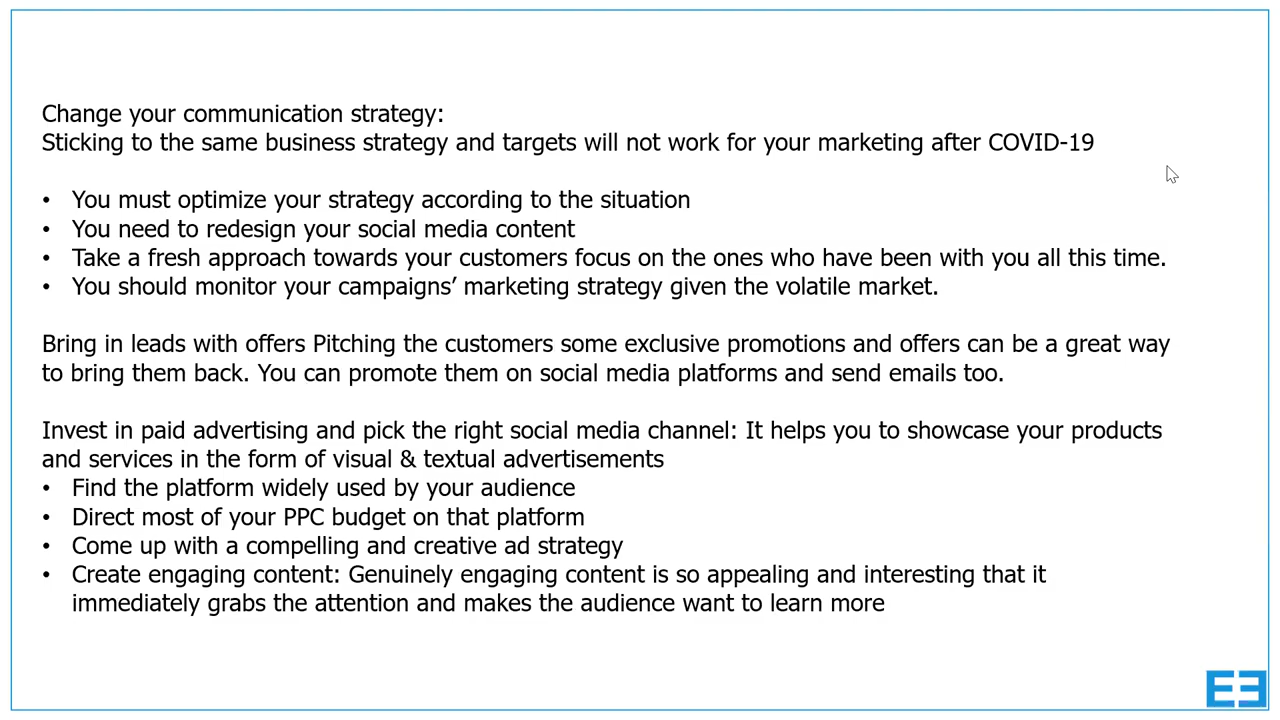 Change your communication strategy:
Sticking to the same business strategy and targets will not work for your marketing after COVID-19
• You must optimize your strategy according to the situation
• You need to redesign your social media content
• Take a fresh approach towards your customers focus on the ones who have been with you all this time.
• You should monitor your campaigns’ marketing strategy given the volatile market.
Bring in leads with offers Pitching the customers some exclusive promotions and offers can be a great way
to bring them back. You can promote them on social media platforms and send emails too.
Invest in paid advertising and pick the right social media channel: It helps you to showcase your products
and services in the form of visual & textual advertisements
• Find the platform widely used by your audience
• Direct most of your PPC budget on that platform
• Come up with a compelling and creative ad strategy
• Create engaging content: Genuinely engaging content is so appealing and interesting that it
immediately grabs the attention and makes the audience want to learn more